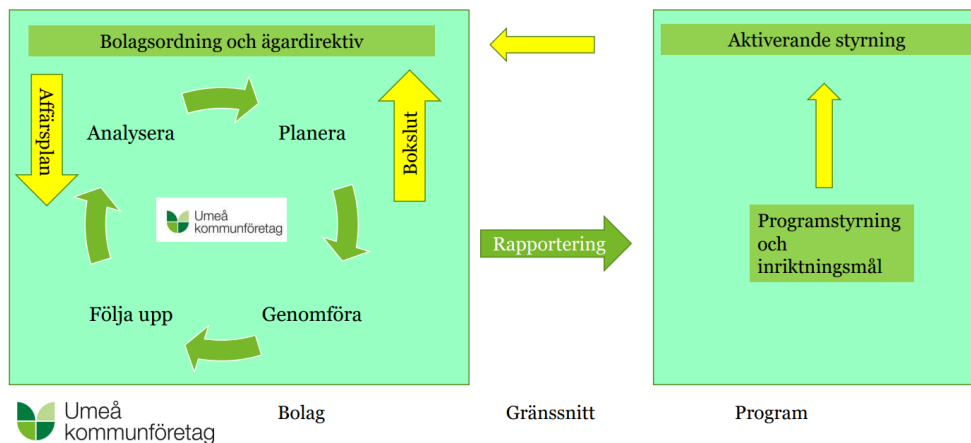 Bolagsordning och ägardirektiv
Aktiverande styrning
Affärsplan
Analysera
Planera
Bokslut
Umeå
kommunföretag
Rapportering
Programstyrning
och
inriktningsmål
Följa upp
Genomföra
Umeå
kommunföretag
Bolag
Gränssnitt
Program